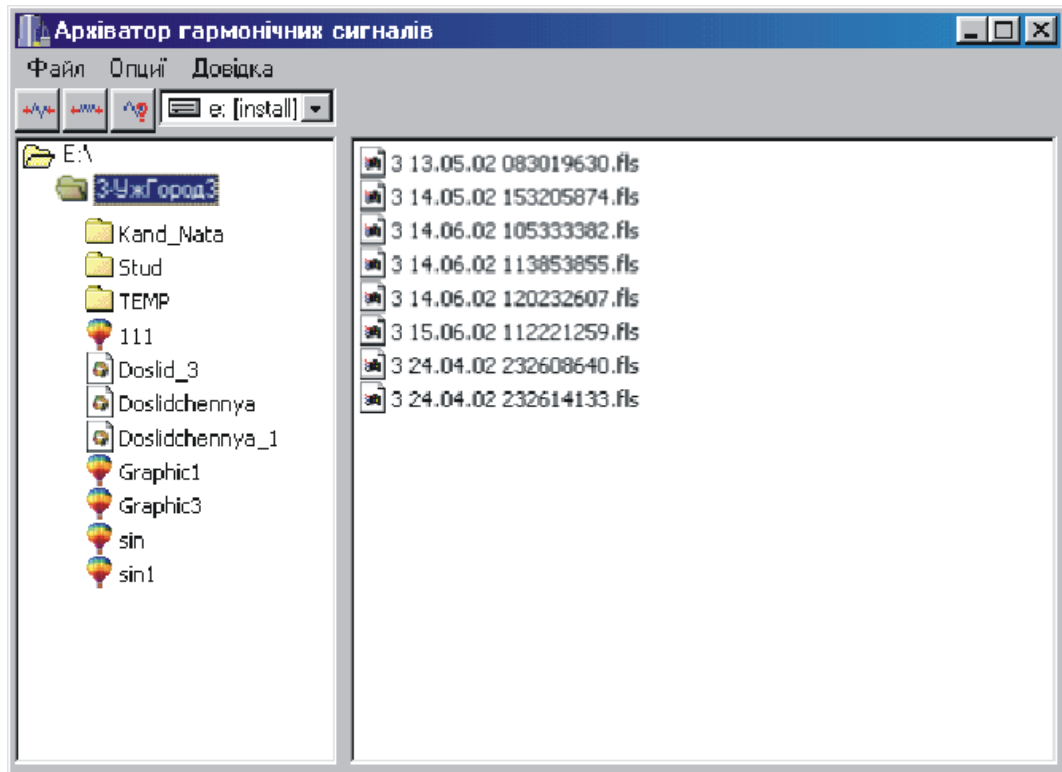 Архіватор гармонічних сигналів
Файл Опциї Довідка
e: [install]
E:\
3-УжГород3
Kand_Nata
Stud
TEMP
111
Doslid_3
Doslidchennya
Doslidchennya_1
Graphic1
Graphic3
sin
sin1
3 13.05.02 083019630.fls
3 14.05.02 153205874.fls
3 14.06.02 105333382.fls
3 14.06.02 113853855.fls
3 14.06.02 120232607.fls
3 15.06.02 112221259.fls
3 24.04.02 232608640.fls
3 24.04.02 232614133.fls